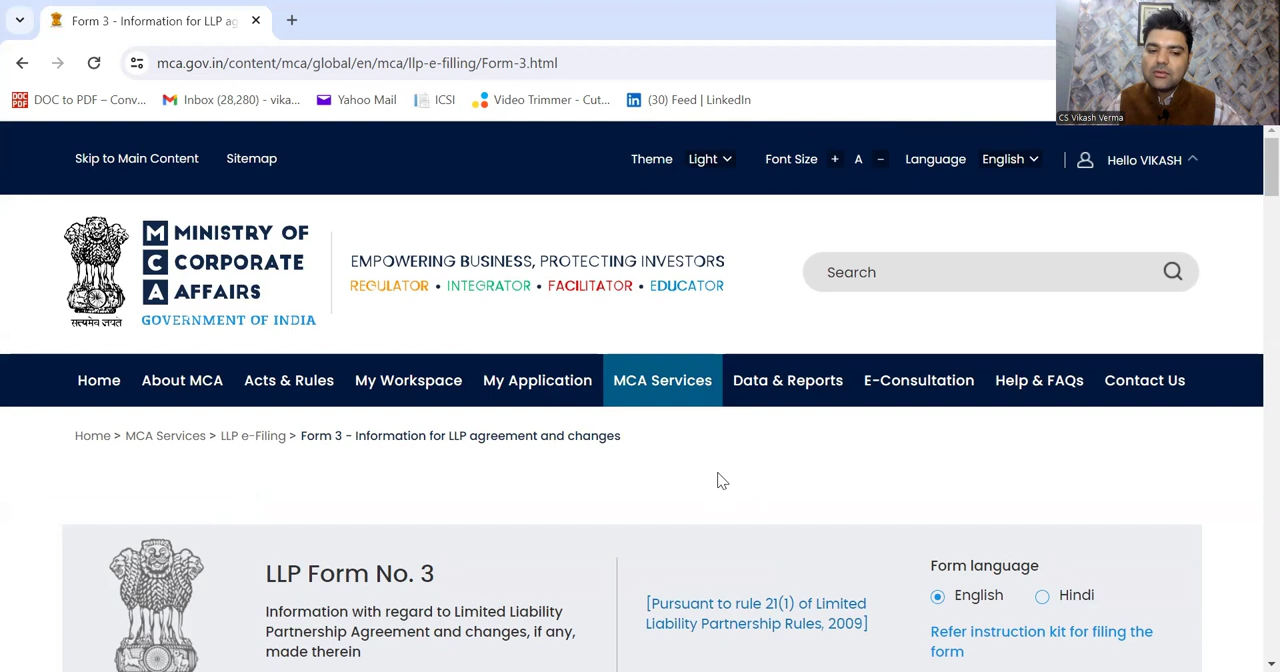 Form 3 - Information for LLP ag
mca.gov.in/content/mca/global/en/mca/llp-e-filling/Form-3.html
DOC
PDF
DOC to PDF – Conv...
Inbox (28,280) - vika...
Yahoo Mail
ICSI
Video Trimmer - Cut...
(30) Feed | LinkedIn
CS Vikash Verma
Skip to Main Content
Sitemap
Theme
Light
Font Size + A −
Language
English
Hello VIKASH
MINISTRY OF
CORPORATE
AFFAIRS
GOVERNMENT OF INDIA
सत्यमेव जयते
EMPOWERING BUSINESS, PROTECTING INVESTORS
REGULATOR • INTEGRATOR • FACILITATOR • EDUCATOR
Search
Home
About MCA
Acts & Rules
My Workspace
My Application
MCA Services
Data & Reports
E-Consultation
Help & FAQs
Contact Us
Home > MCA Services > LLP e-Filing > Form 3 - Information for LLP agreement and changes
LLP Form No. 3
Information with regard to Limited Liability
Partnership Agreement and changes, if any,
made therein
[Pursuant to rule 21(1) of Limited
Liability Partnership Rules, 2009]
Form language
English
Hindi
Refer instruction kit for filing the
form